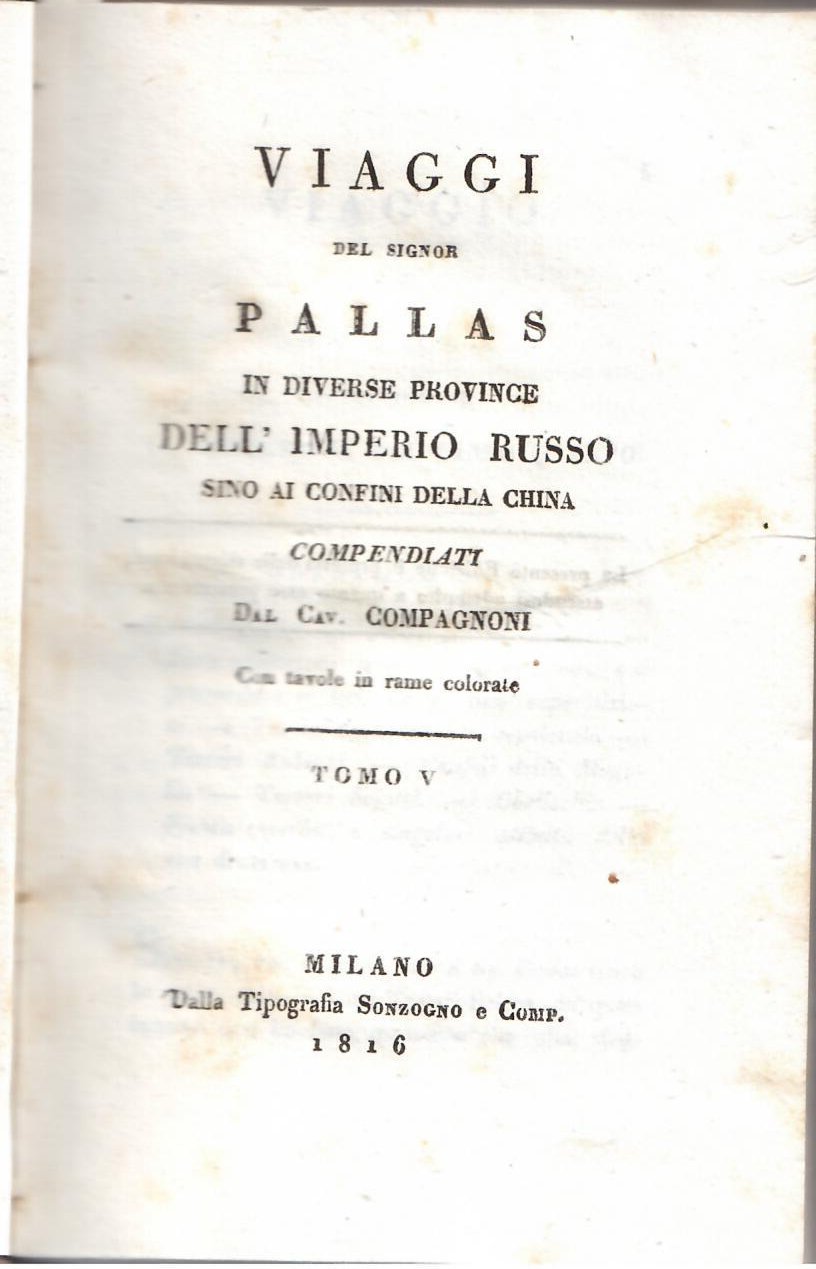 VIAGGI
DEL SIGNOR
PALLAS
IN DIVERSE PROVINCE
DELL' IMPERIO RUSSO
SINO AI CONFINI DELLA CHINA
COMPENDIATI
DAL CAV. COMPAGNONI
Con tavole in rame colorate
TOMO V
MILANO
Dalla Tipografia SONZOGNO e COMP.
1816